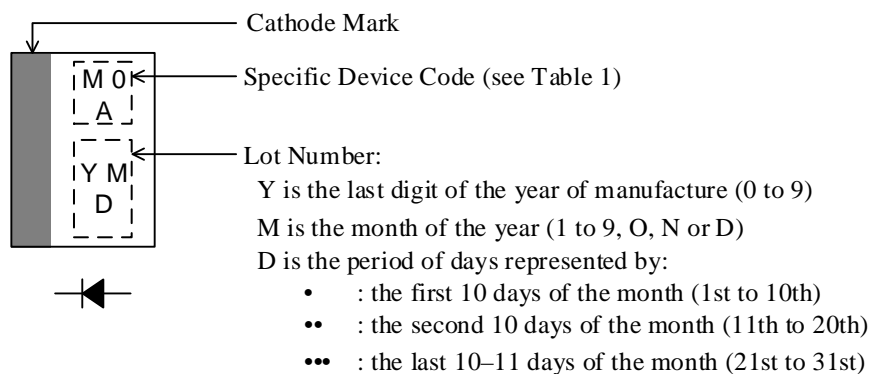 Cathode Mark
M 0
A
Specific Device Code (see Table 1)
Lot Number:
Y M
D
Y is the last digit of the year of manufacture (0 to 9)
M is the month of the year (1 to 9, O, N or D)
D is the period of days represented by:
• : the first 10 days of the month (1st to 10th)
•• : the second 10 days of the month (11th to 20th)
••• : the last 10–11 days of the month (21st to 31st)